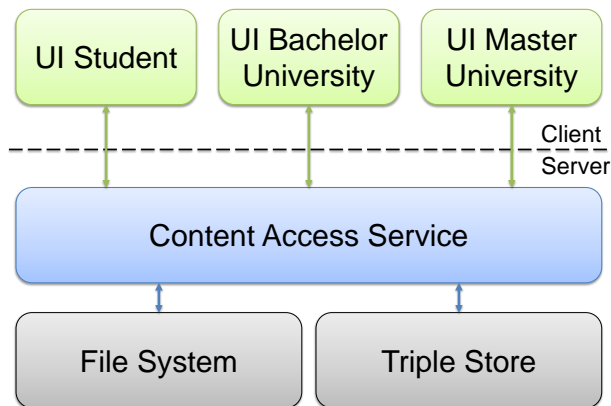 UI Student
UI Bachelor
University
UI Master
University
Client
Server
Content Access Service
File System
Triple Store